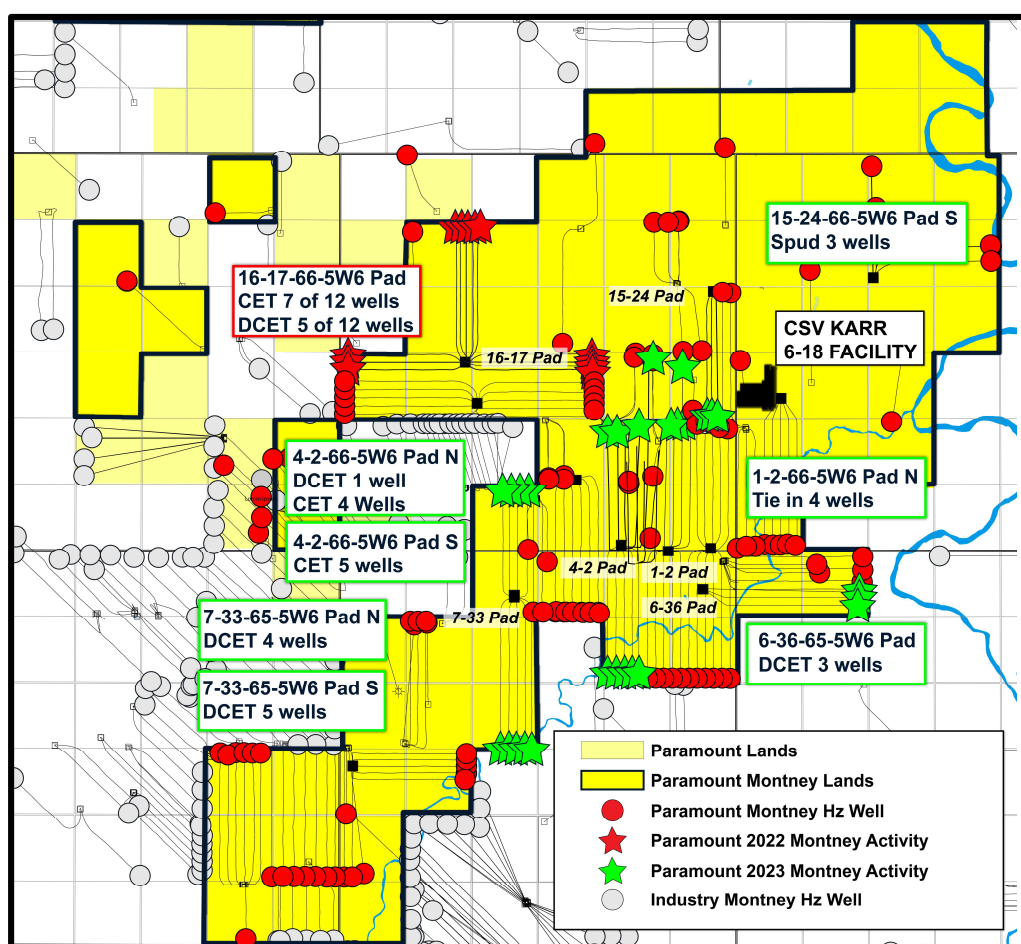 15-24-66-5W6 Pad S
Spud 3 wells
16-17-66-5W6 Pad
CET 7 of 12 wells
DCET 5 of 12 wells
15-24 Pad
CSV KARR
6-18 FACILITY
16-17 Pad
4-2-66-5W6 Pad N
DCET 1 well
CET 4 Wells
1-2-66-5W6 Pad N
Tie in 4 wells
4-2-66-5W6 Pad S
CET 5 wells
4-2 Pad
1-2 Pad
6-36 Pad
7-33 Pad
7-33-65-5W6 Pad N
DCET 4 wells
6-36-65-5W6 Pad
DCET 3 wells
7-33-65-5W6 Pad S
DCET 5 wells
Paramount Lands
Paramount Montney Lands
Paramount Montney Hz Well
Paramount 2022 Montney Activity
Paramount 2023 Montney Activity
Industry Montney Hz Well